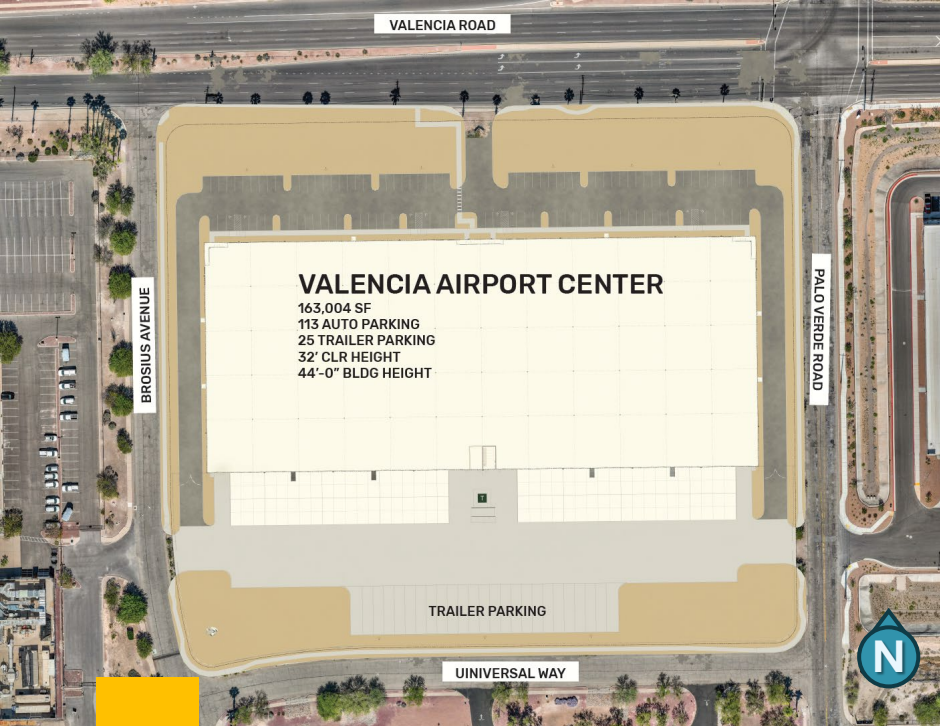 VALENCIA ROAD
VALENCIA AIRPORT CENTER
163,004 SF
113 AUTO PARKING
25 TRAILER PARKING
32' CLR HEIGHT
44'-0" BLDG HEIGHT
BROSIUS AVENUE
PALO VERDE ROAD
T
TRAILER PARKING
UINIVERSAL WAY
N